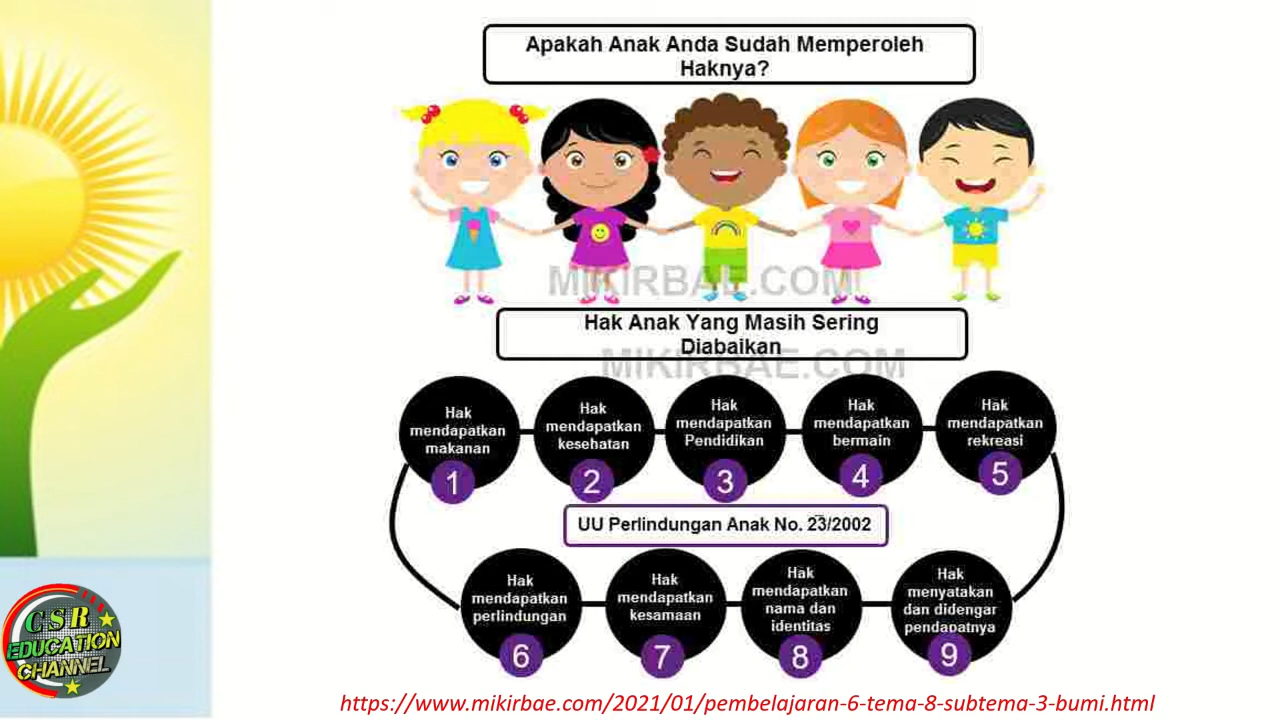 Apakah Anak Anda Sudah Memperoleh
Haknya?
MIKIRBAE.COM
Hak Anak Yang Masih Sering
Diabaikan
MIKIRBAE.COM
Hak
mendapatkan
makanan
1
Hak
mendapatkan
kesehatan
2
Hak
mendapatkan
Pendidikan
3
Hak
mendapatkan
bermain
4
Hak
mendapatkan
rekreasi
5
UU Perlindungan Anak No. 23/2002
Hak
mendapatkan
perlindungan
6
Hak
mendapatkan
kesamaan
7
Hak
mendapatkan
nama dan
identitas
8
Hak
menyatakan
dan didengar
pendapatnya
9
CSR
EDUCATION
CHANNEL
https://www.mikirbae.com/2021/01/pembelajaran-6-tema-8-subtema-3-bumi.html